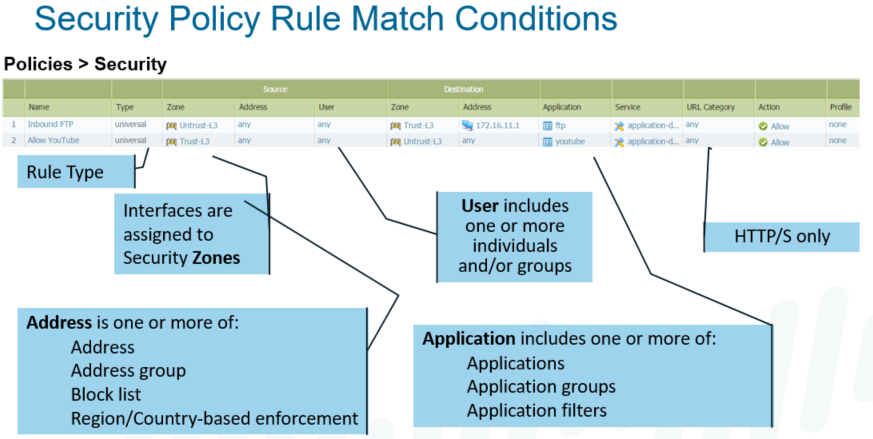 Security Policy Rule Match Conditions
Policies > Security
Source Destination
Name Type Zone Address User Zone Address Application Service URL Category Action Profile
1 Inbound FTP universal Untrust-L3 any any Trust-L3 172.16.11.1 ftp application-d... any Allow none
2 Allow YouTube universal Trust-L3 any any Untrust-L3 any youtube application-d... any Allow none
Rule Type
Interfaces are
assigned to
Security Zones
User includes
one or more
individuals
and/or groups
HTTP/S only
Address is one or more of:
Address
Address group
Block list
Region/Country-based enforcement
Application includes one or more of:
Applications
Application groups
Application filters